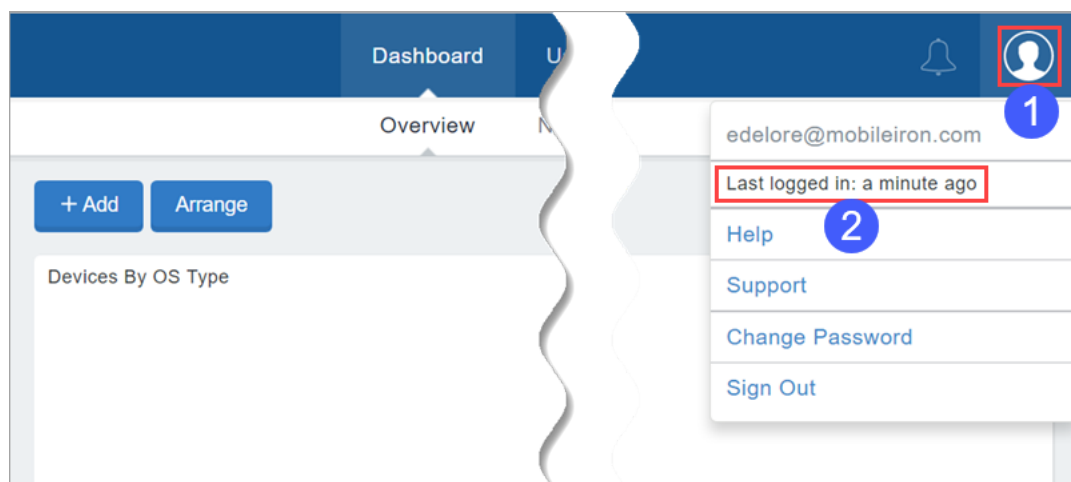 Dashboard
U
1
Overview
N
edelore@mobileiron.com
Last logged in: a minute ago
2
+ Add
Arrange
Help
Devices By OS Type
Support
Change Password
Sign Out